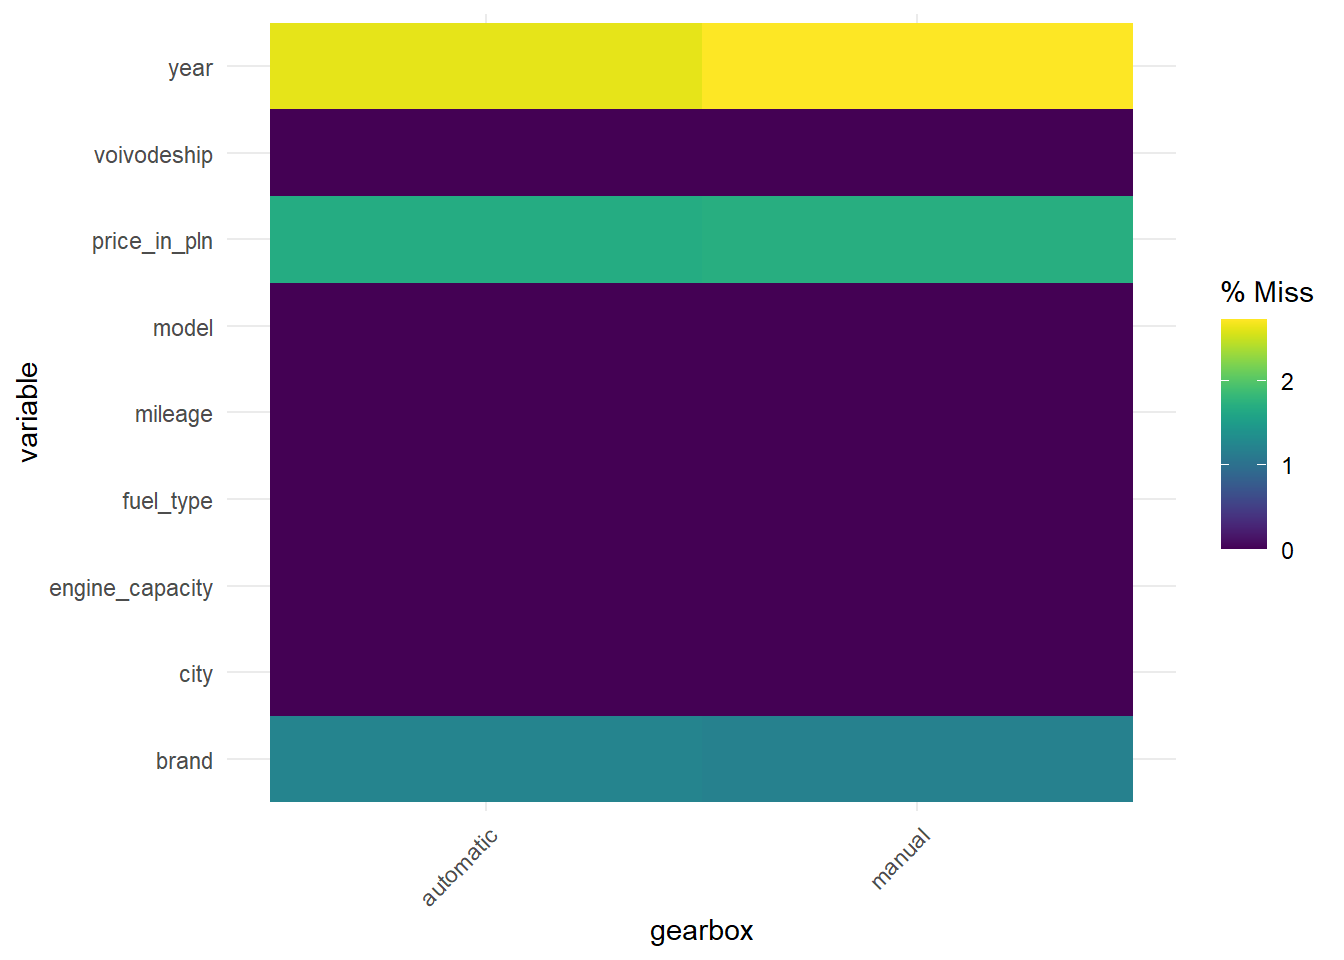 year
voivodeship
price_in_pln
model
mileage
fuel_type
engine_capacity
city
brand
variable
automatic
manual
gearbox
% Miss
2
1
0